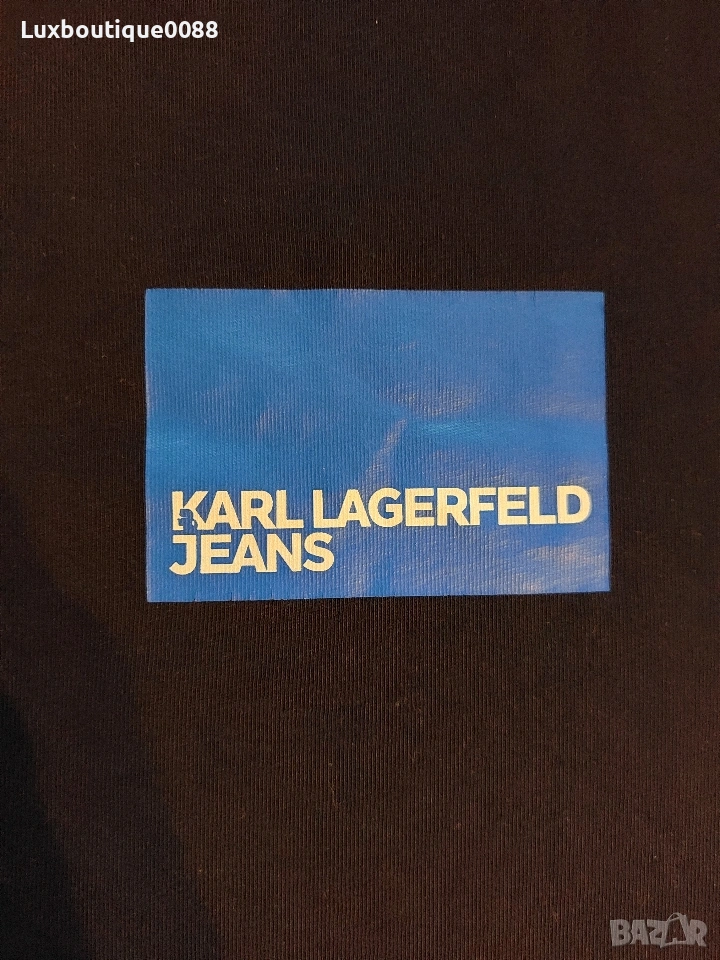 Luxboutique0088
KARL LAGERFELD
JEANS
BAZAR